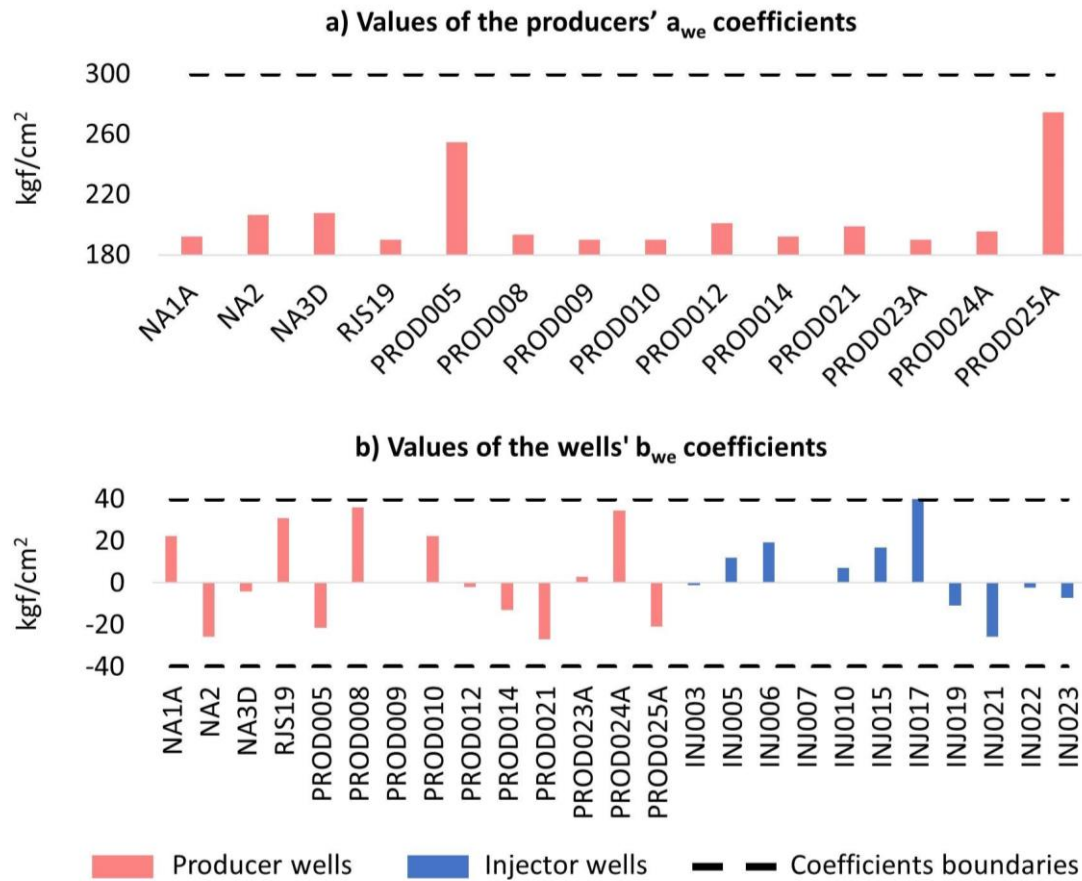 a) Values of the producers’ awe coefficients
300
260
220
180
kgf/cm2
NA1A
NA2
NA3D
RJS19
PROD005
PROD008
PROD009
PROD010
PROD012
PROD014
PROD021
PROD023A
PROD024A
PROD025A
b) Values of the wells' bwe coefficients
40
20
0
-20
-40
kgf/cm2
NA1A
NA2
NA3D
RJS19
PROD005
PROD008
PROD009
PROD010
PROD012
PROD014
PROD021
PROD023A
PROD024A
PROD025A
INJ003
INJ005
INJ006
INJ007
INJ010
INJ015
INJ017
INJ019
INJ021
INJ022
INJ023
Producer wells Injector wells Coefficients boundaries